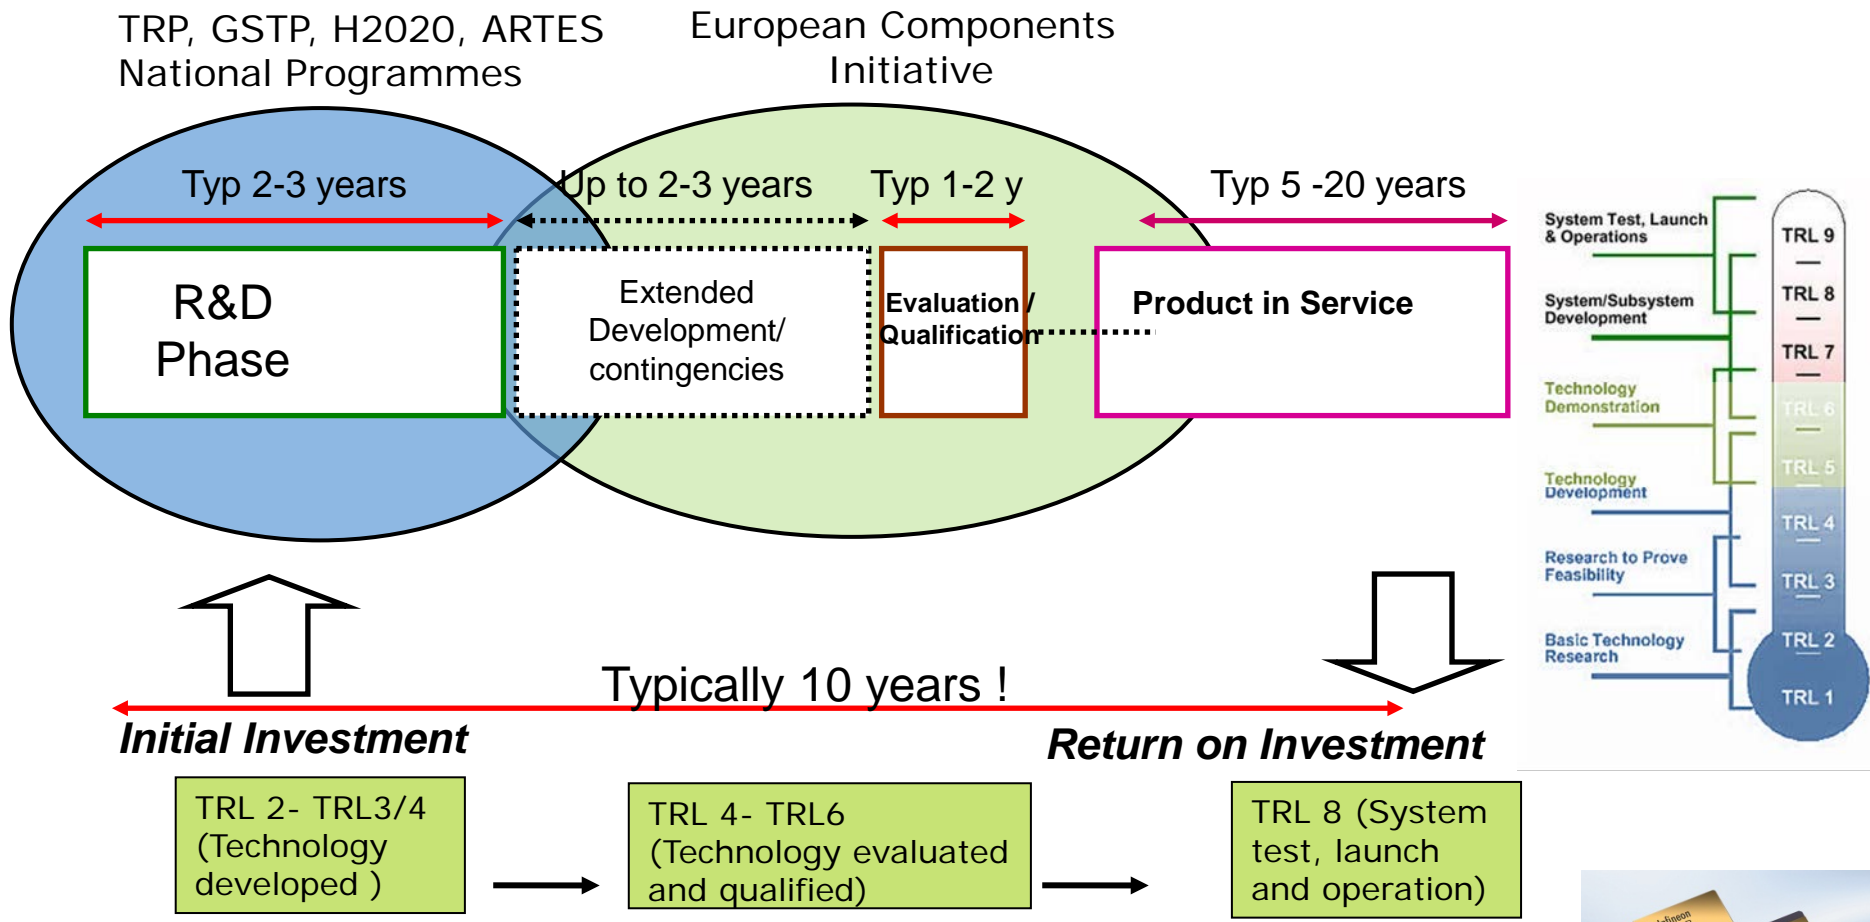 TRP, GSTP, H2020, ARTES
National Programmes
European Components
Initiative
Typ 2-3 years
Up to 2-3 years
Typ 1-2 y
Typ 5 -20 years
R&D
Phase
Extended
Development/
contingencies
Evaluation /
Qualification
Product in Service
Typically 10 years !
Initial Investment
Return on Investment
TRL 2- TRL3/4
(Technology
developed )
TRL 4- TRL6
(Technology evaluated
and qualified)
TRL 8 (System
test, launch
and operation)
System Test, Launch
& Operations
System/Subsystem
Development
Technology
Demonstration
Technology
Development
Research to Prove
Feasibility
Basic Technology
Research
TRL 9
TRL 8
TRL 7
TRL 6
TRL 5
TRL 4
TRL 3
TRL 2
TRL 1